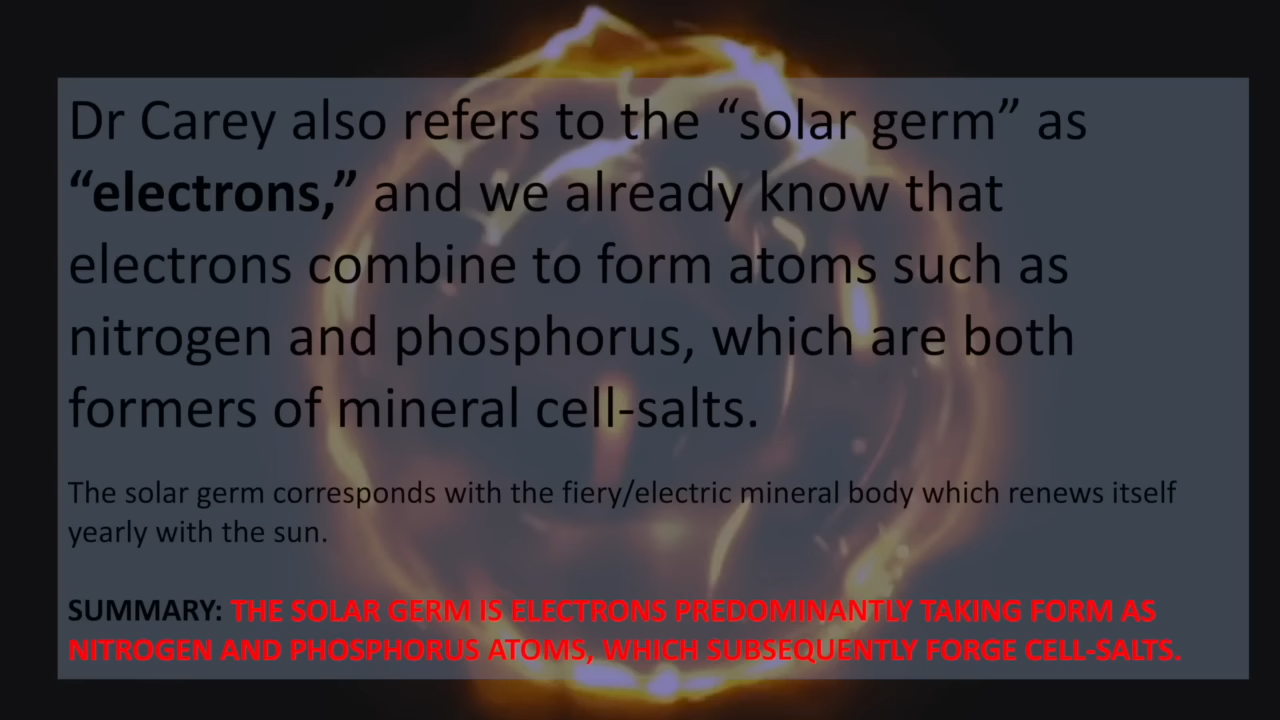 Dr Carey also refers to the “solar germ” as
“electrons,” and we already know that
electrons combine to form atoms such as
nitrogen and phosphorus, which are both
formers of mineral cell-salts.
The solar germ corresponds with the fiery/electric mineral body which renews itself
yearly with the sun.
SUMMARY: THE SOLAR GERM IS ELECTRONS PREDOMINANTLY TAKING FORM AS
NITROGEN AND PHOSPHORUS ATOMS, WHICH SUBSEQUENTLY FORGE CELL-SALTS.